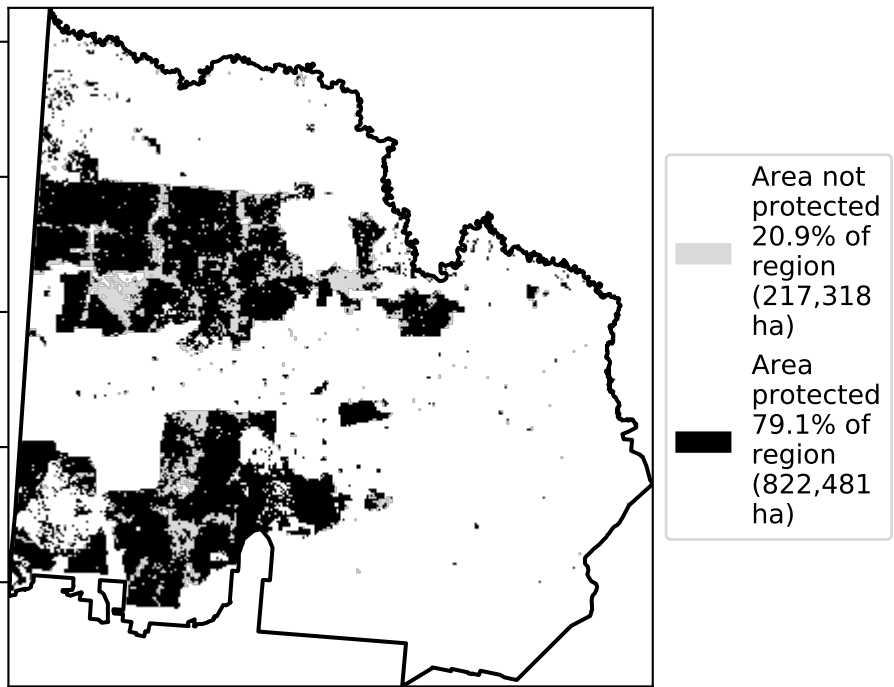 Area not
protected
20.9% of
region
(217,318
ha)
Area
protected
79.1% of
region
(822,481
ha)